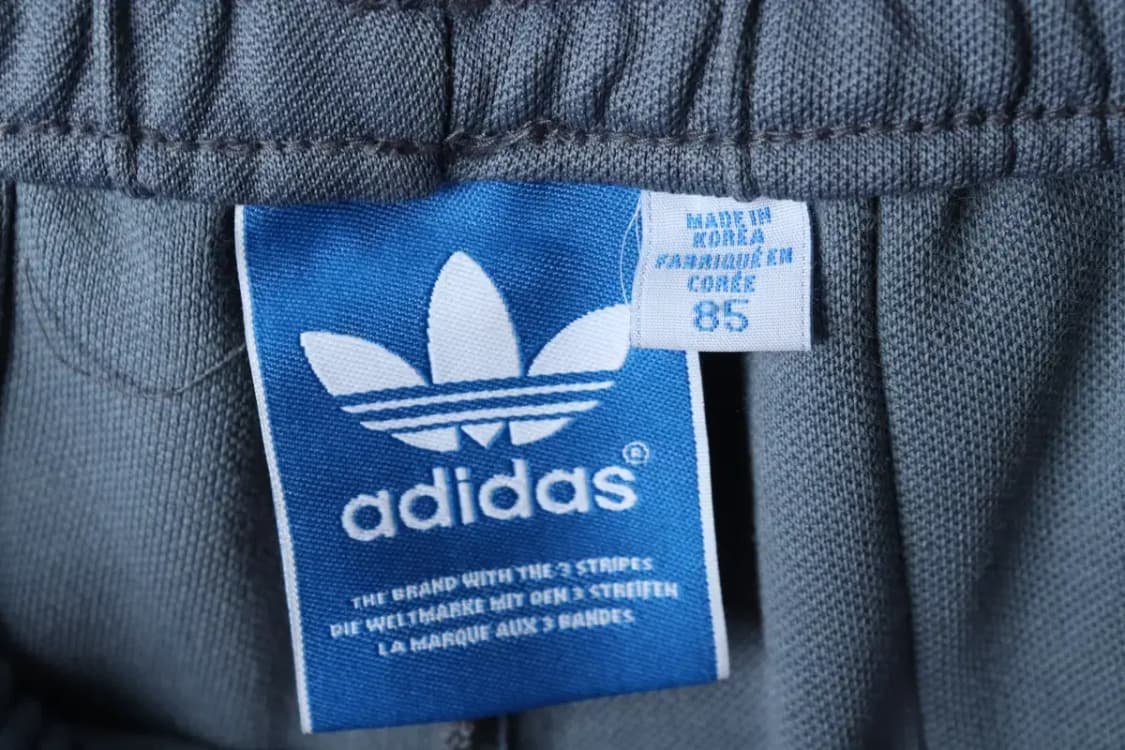 MADE IN
KOREA
FABRIQUÉ EN
CORÉE
85
adidas®
THE BRAND WITH THE 3 STRIPES
DIE WELTMARKE MIT DEN 3 STREIFEN
LA MARQUE AUX 3 BANDES